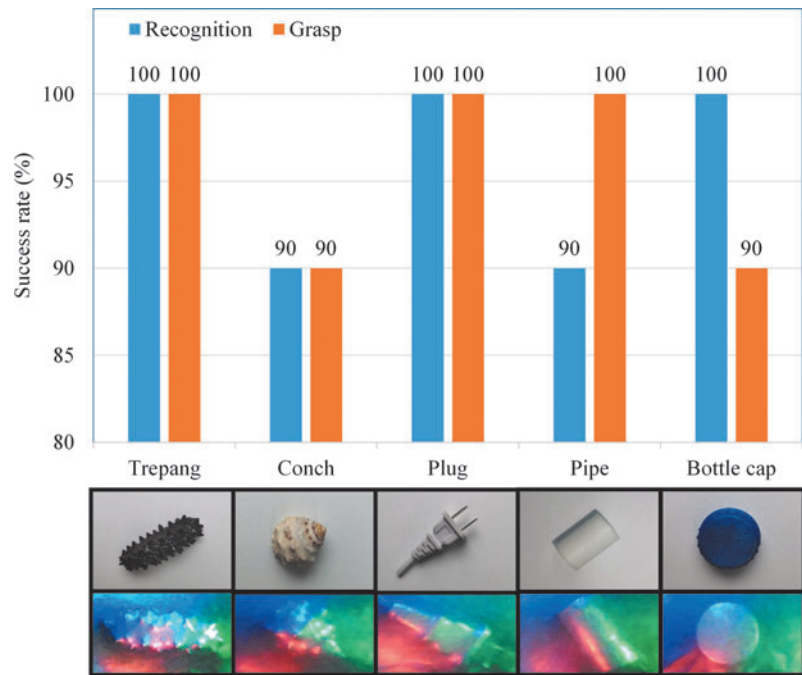 Recognition Grasp
100 100 90 90 100 100 90 100 100 90
Success rate (%)
100
95
90
85
80
Trepang Conch Plug Pipe Bottle cap